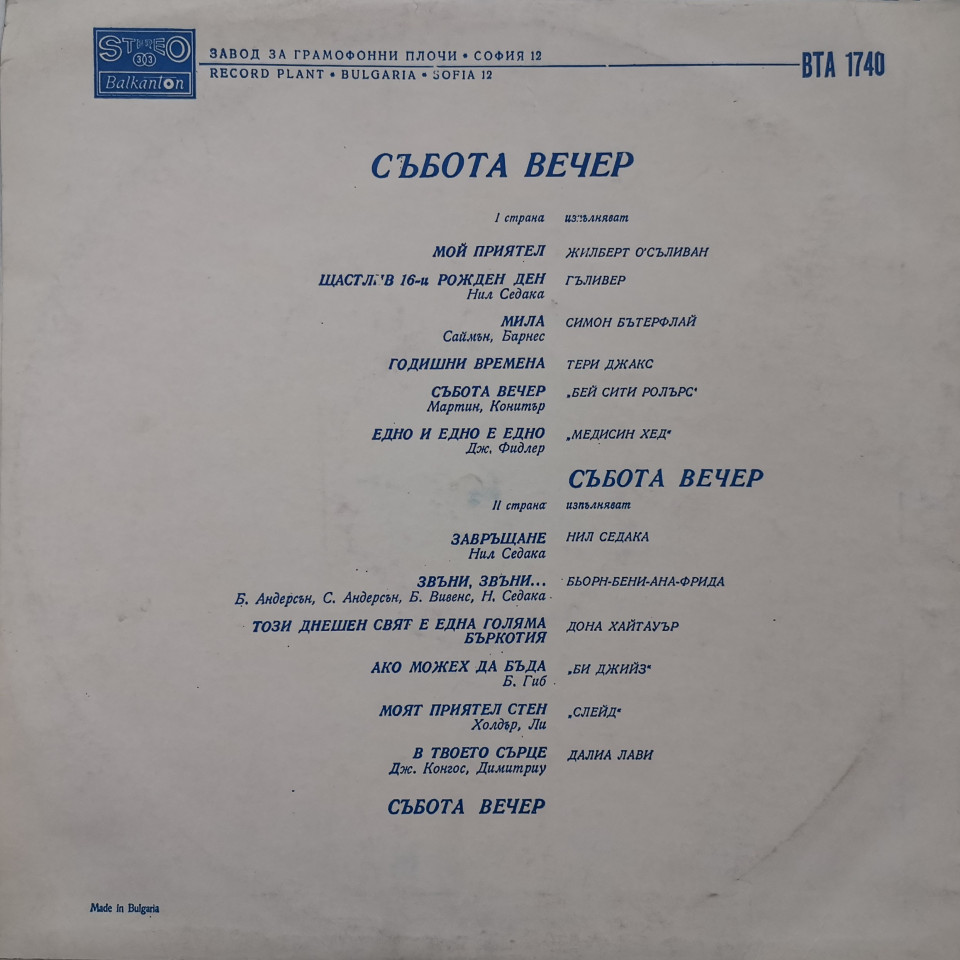 STEREO
33
Balkanton
ЗАВОД ЗА ГРАМОФОННИ ПЛОЧИ • СОФИЯ 12
RECORD PLANT • BULGARIA • SOFIA 12
ВТА 1740
СЪБОТА ВЕЧЕР
I страна изпълняват
МОЙ ПРИЯТЕЛ ЖИЛБЕРТ О'СЪЛИВАН
ЩАСТЛИВ 16-и РОЖДЕН ДЕН ГЪЛИВЕР
Нил Седака
МИЛА СИМОН БЪТЕРФЛАЙ
Саймън, Барнес
ГОДИШНИ ВРЕМЕНА ТЕРИ ДЖАКС
СЪБОТА ВЕЧЕР „БЕЙ СИТИ РОЛЪРС“
Мартин, Конитър
ЕДНО И ЕДНО Е ЕДНО „МЕДИСИН ХЕД“
Дж. Фидлер
СЪБОТА ВЕЧЕР
II страна изпълняват
ЗАВРЪЩАНЕ НИЛ СЕДАКА
Нил Седака
ЗВЪНИ, ЗВЪНИ... БЬОРН-БЕНИ-АНА-ФРИДА
Б. Андерсън, С. Андерсън, Б. Вивенс, Н. Седака
ТОЗИ ДНЕШЕН СВЯТ Е ЕДНА ГОЛЯМА ДОНА ХАЙТАУЪР
БЪРКОТИЯ
АКО МОЖЕХ ДА БЪДА „БИ ДЖИЙЗ“
Б. Гиб
МОЯТ ПРИЯТЕЛ СТЕН „СЛЕЙД“
Холдър, Ли
В ТВОЕТО СЪРЦЕ ДАЛИА ЛАВИ
Дж. Конгос, Димитриу
СЪБОТА ВЕЧЕР
Made in Bulgaria